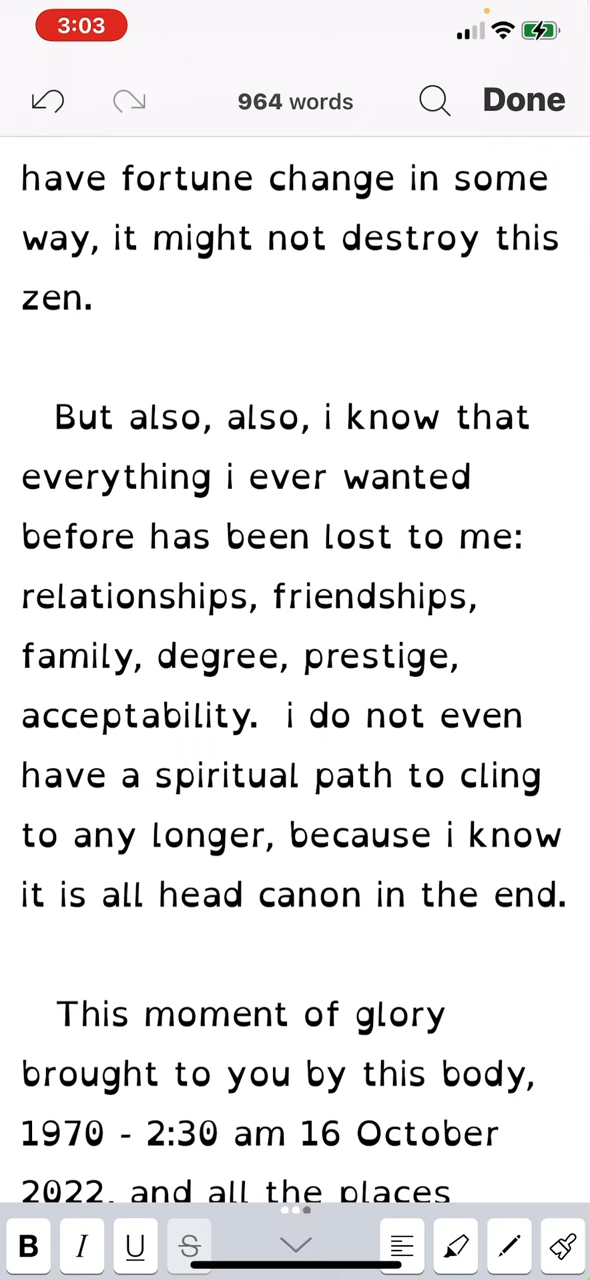 3:03
964 words
Done
have fortune change in some
way, it might not destroy this
zen.
But also, also, i know that
everything i ever wanted
before has been lost to me:
relationships, friendships,
family, degree, prestige,
acceptability.  i do not even
have a spiritual path to cling
to any longer, because i know
it is all head canon in the end.
This moment of glory
brought to you by this body,
1970 - 2:30 am 16 October
2022, and all the places
B I U S